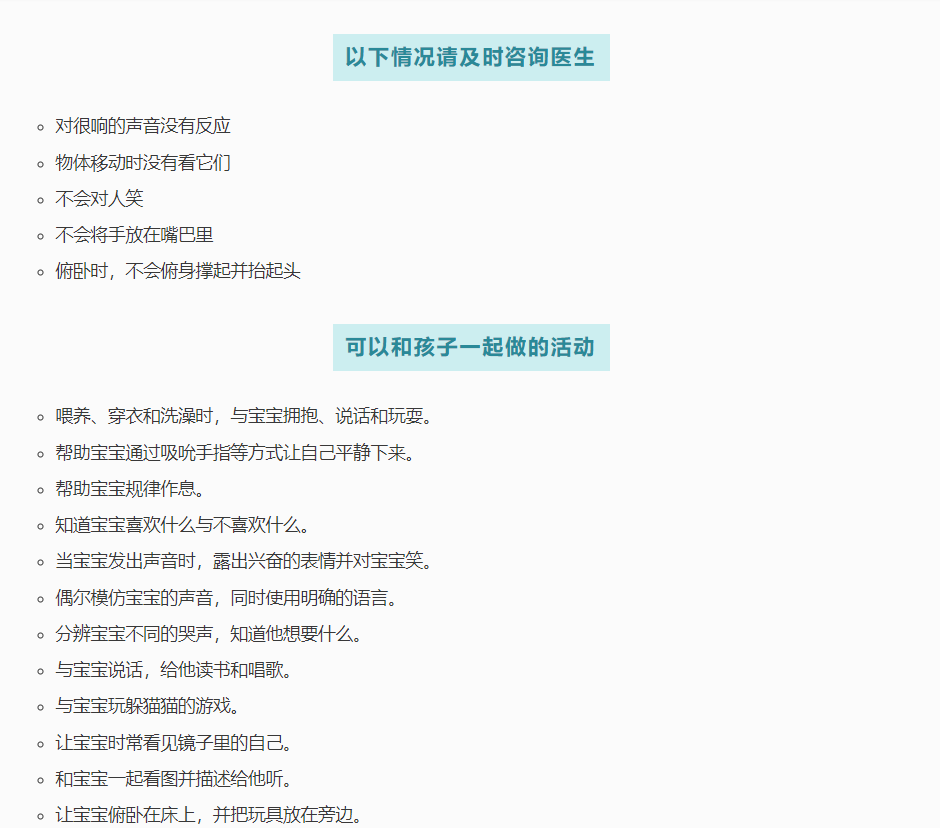 以下情况请及时咨询医生
对很响的声音没有反应
物体移动时没有看它们
不会对人笑
不会将手放在嘴巴里
俯卧时，不会俯身撑起并抬起头
可以和孩子一起做的活动
喂养、穿衣和洗澡时，与宝宝拥抱、说话和玩耍。
帮助宝宝通过吸吮手指等方式让自己平静下来。
帮助宝宝规律作息。
知道宝宝喜欢什么与不喜欢什么。
当宝宝发出声音时，露出兴奋的表情并对宝宝笑。
偶尔模仿宝宝的声音，同时使用明确的语言。
分辨宝宝不同的哭声，知道他想要什么。
与宝宝说话，给他读书和唱歌。
与宝宝玩躲猫猫的游戏。
让宝宝时常看见镜子里的自己。
和宝宝一起看图并描述给他听。
让宝宝俯卧在床上，并把玩具放在旁边。